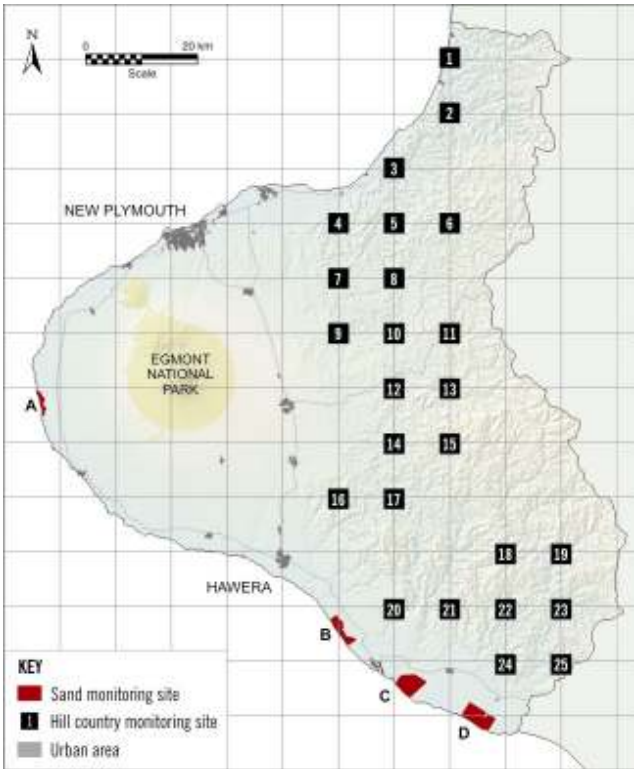 N
0 20 km
Scale
1
2
3
NEW PLYMOUTH
4 5 6
7 8
EGMONT
NATIONAL
PARK
9 10 11
A
12 13
14 15
16 17
18 19
HAWERA
20 21 22 23
B
24 25
C
D
KEY
Sand monitoring site
1 Hill country monitoring site
Urban area